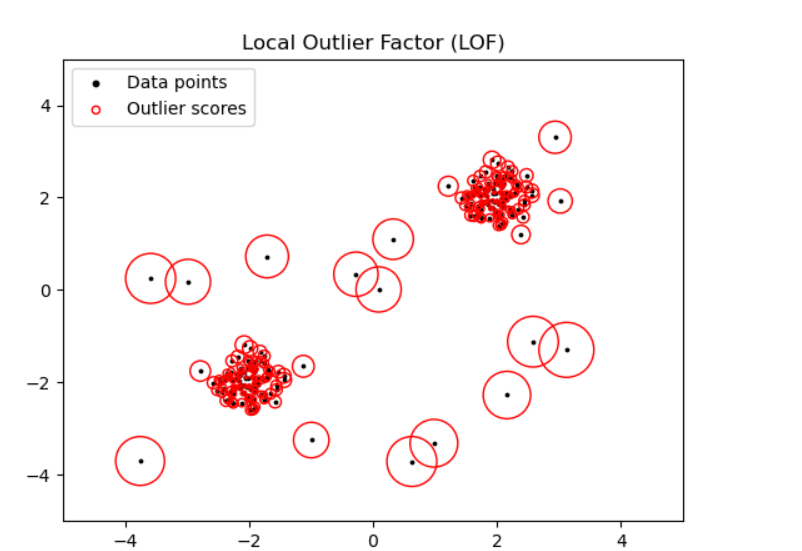 Local Outlier Factor (LOF)
Data points
Outlier scores
4
2
0
−2
−4
−4 −2 0 2 4